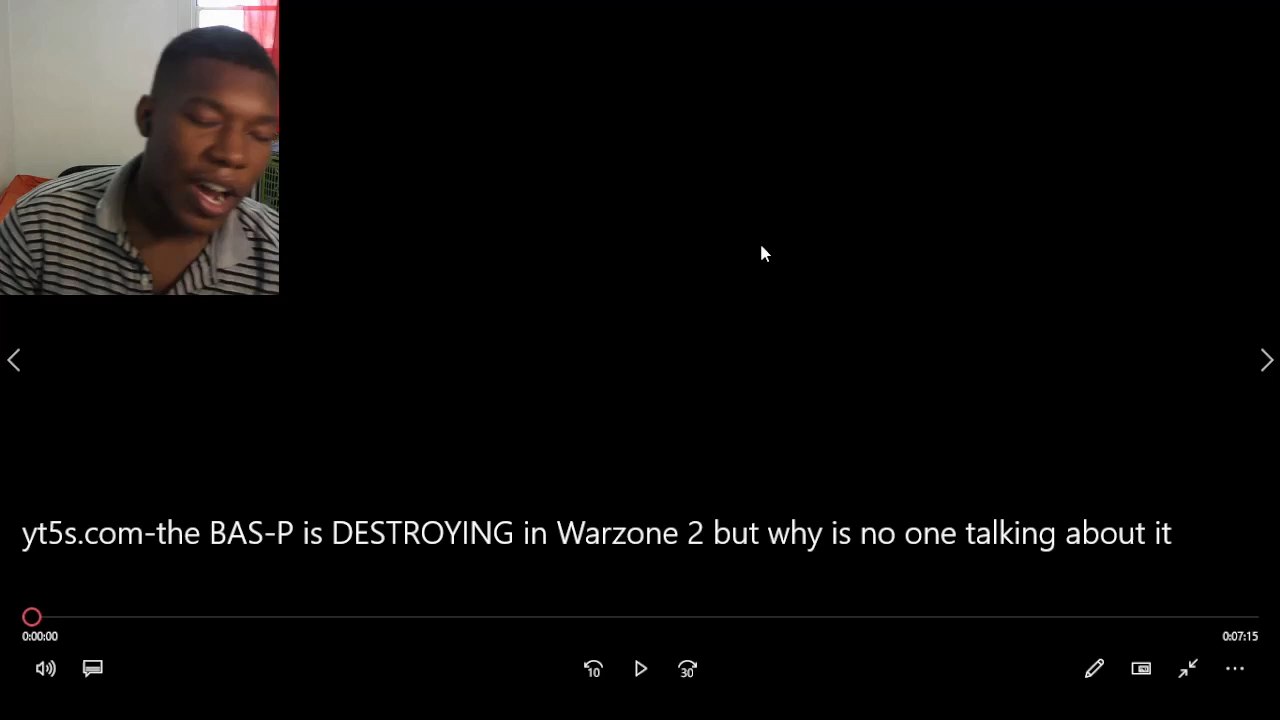 yt5s.com-the BAS-P is DESTROYING in Warzone 2 but why is no one talking about it
0:00:00
0:07:15
10
30